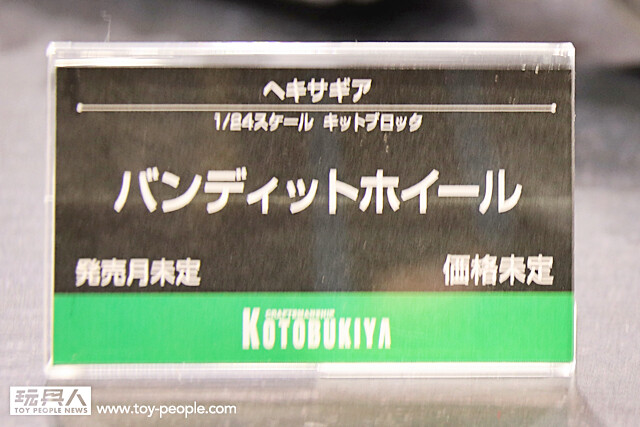 ヘキサギア
1/24スケール キットブロック
バンディットホイール
発売月未定
価格未定
CRAFTSMANSHIP
KOTOBUKIYA
玩具人
TOY PEOPLE NEWS
www.toy-people.com